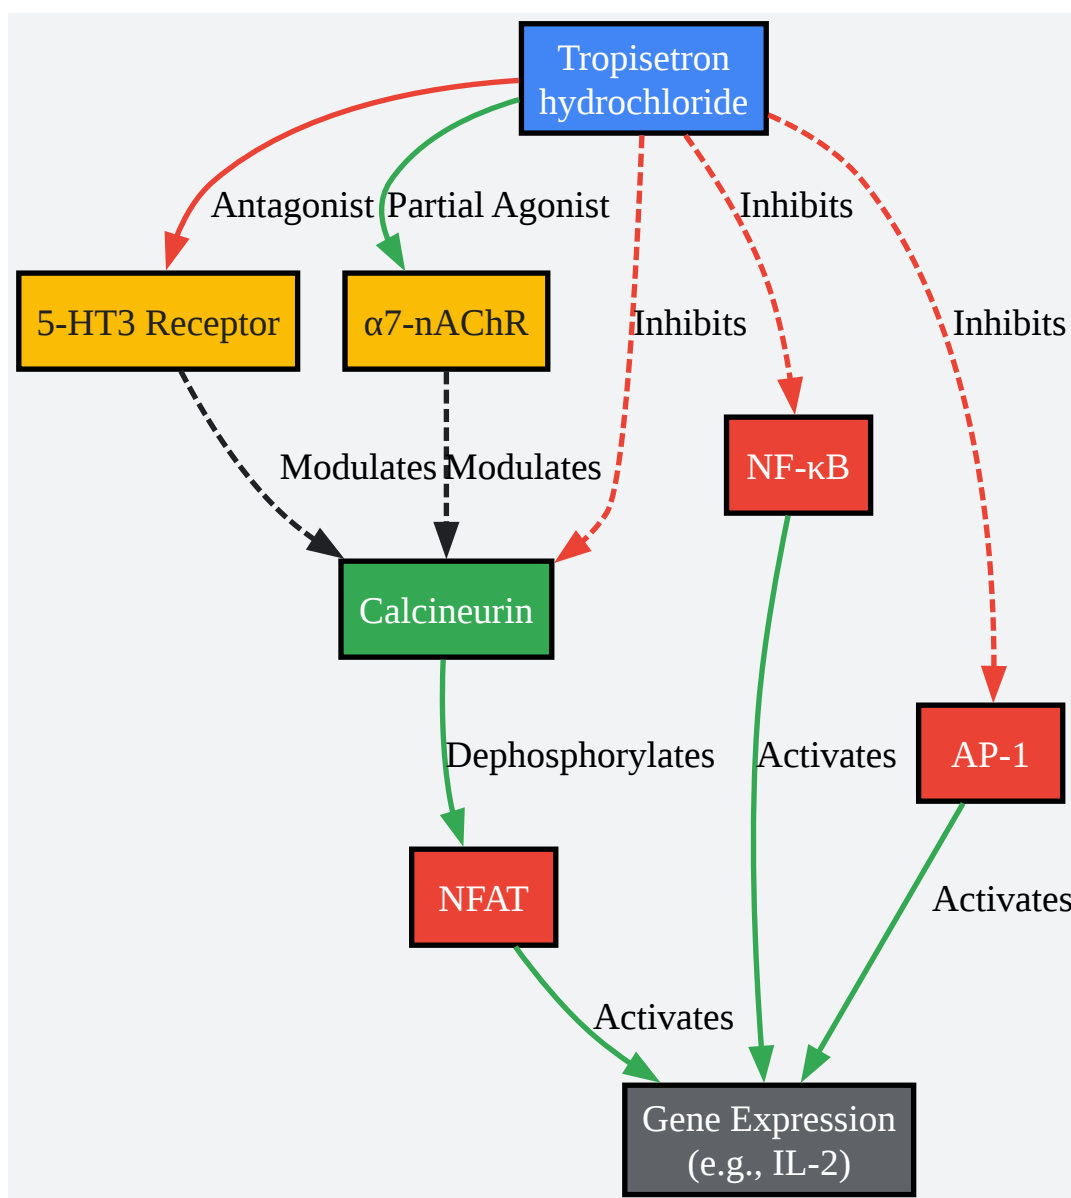 Tropisetron
hydrochloride
Antagonist
Partial Agonist
Inhibits
5-HT3 Receptor
α7-nAChR
Inhibits
Inhibits
Modulates
Modulates
NF-κB
Calcineurin
Dephosphorylates
Activates
AP-1
NFAT
Activates
Activates
Gene Expression
(e.g., IL-2)